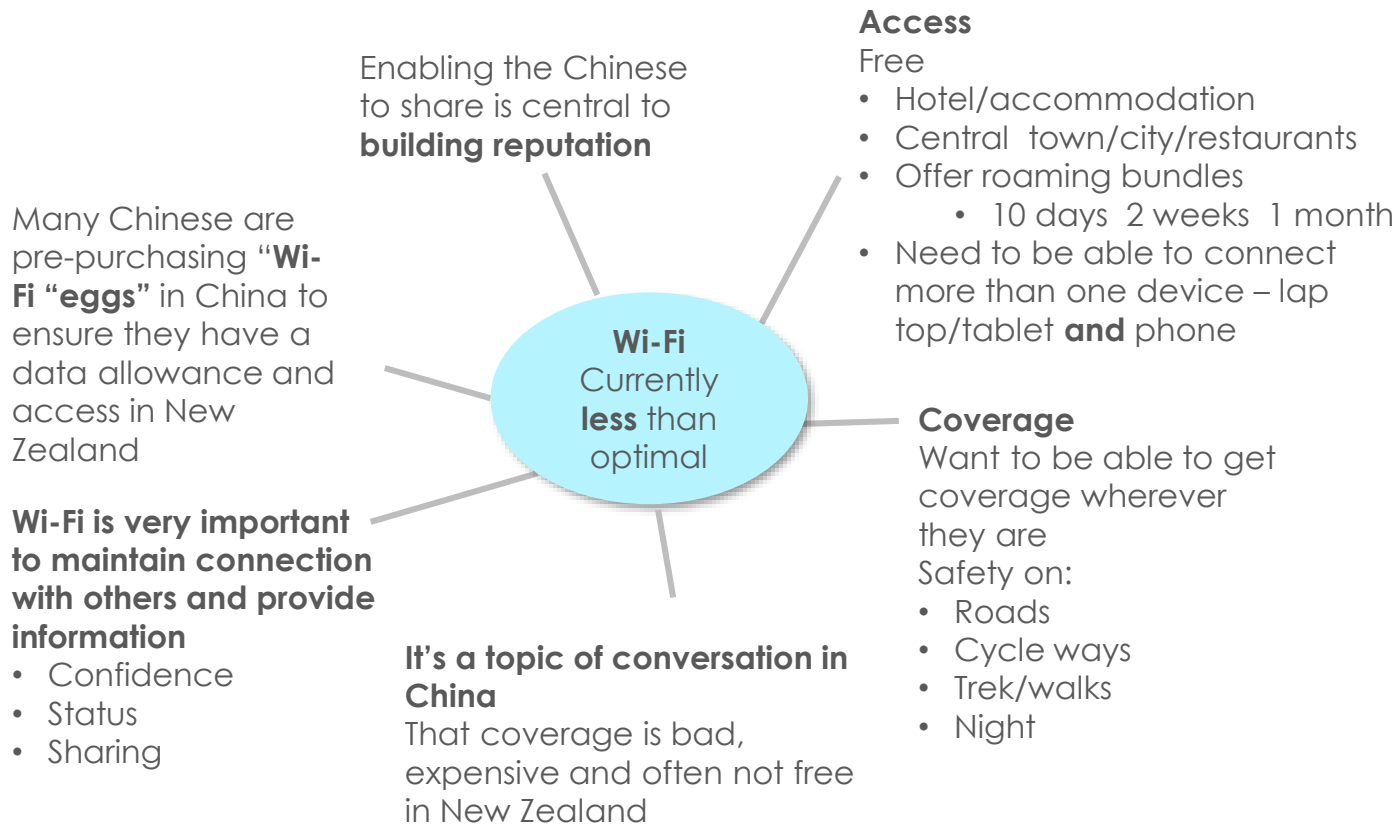 Enabling the Chinese
to share is central to
building reputation
Access
Free
• Hotel/accommodation
• Central town/city/restaurants
• Offer roaming bundles
• 10 days 2 weeks 1 month
• Need to be able to connect
more than one device – lap
top/tablet and phone
Many Chinese are
pre-purchasing “Wi-
Fi “eggs” in China to
ensure they have a
data allowance and
access in New
Zealand
Wi-Fi
Currently
less than
optimal
Coverage
Want to be able to get
coverage wherever
they are
Safety on:
• Roads
• Cycle ways
• Trek/walks
• Night
Wi-Fi is very important
to maintain connection
with others and provide
information
• Confidence
• Status
• Sharing
It’s a topic of conversation in
China
That coverage is bad,
expensive and often not free
in New Zealand